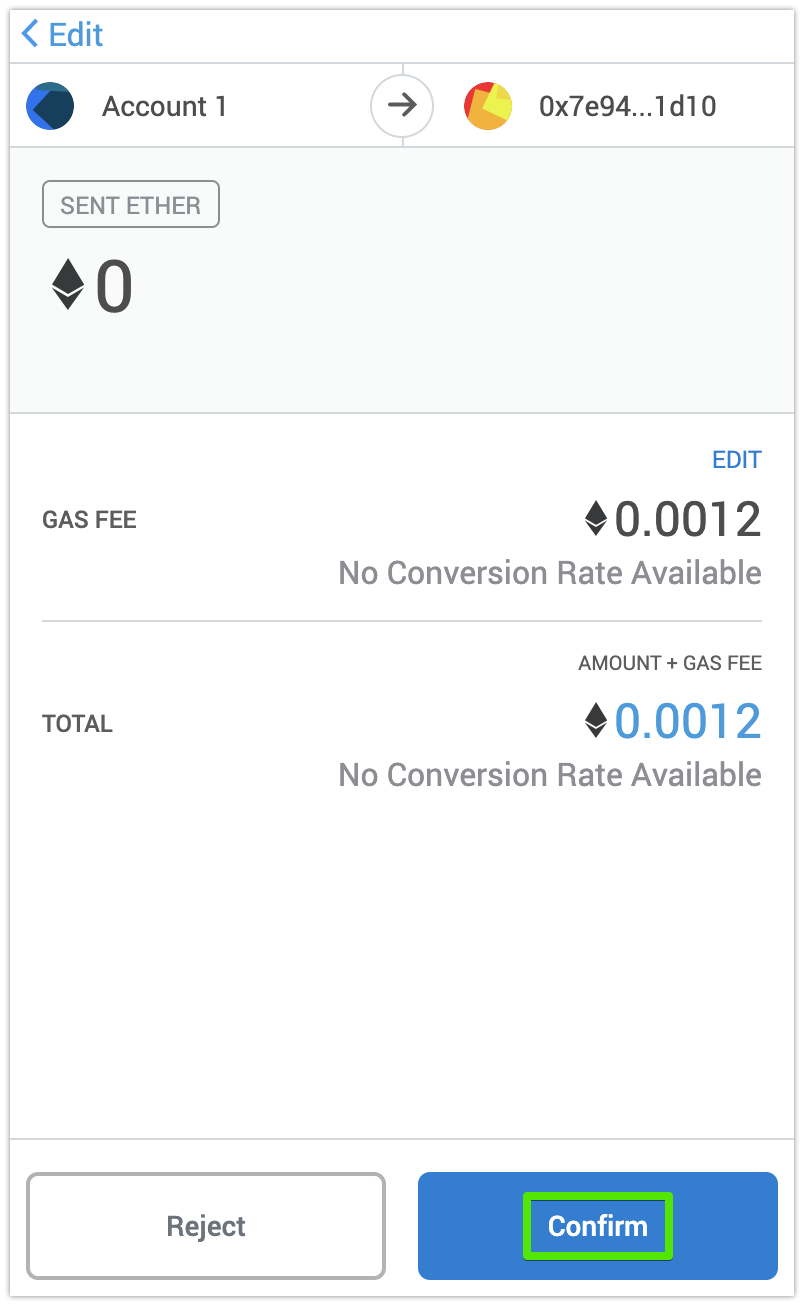 Edit
Account 1
0x7e94...1d10
SENT ETHER
0
EDIT
GAS FEE
0.0012
No Conversion Rate Available
AMOUNT + GAS FEE
TOTAL
0.0012
No Conversion Rate Available
Reject
Confirm